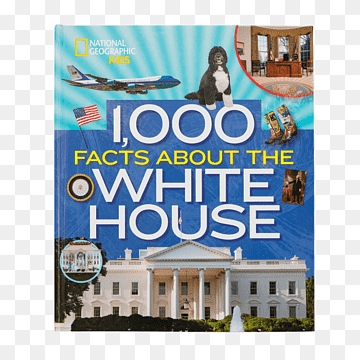 NATIONAL
GEOGRAPHIC
KiDS
1,000
FACTS ABOUT THE
WHITE
HOUSE